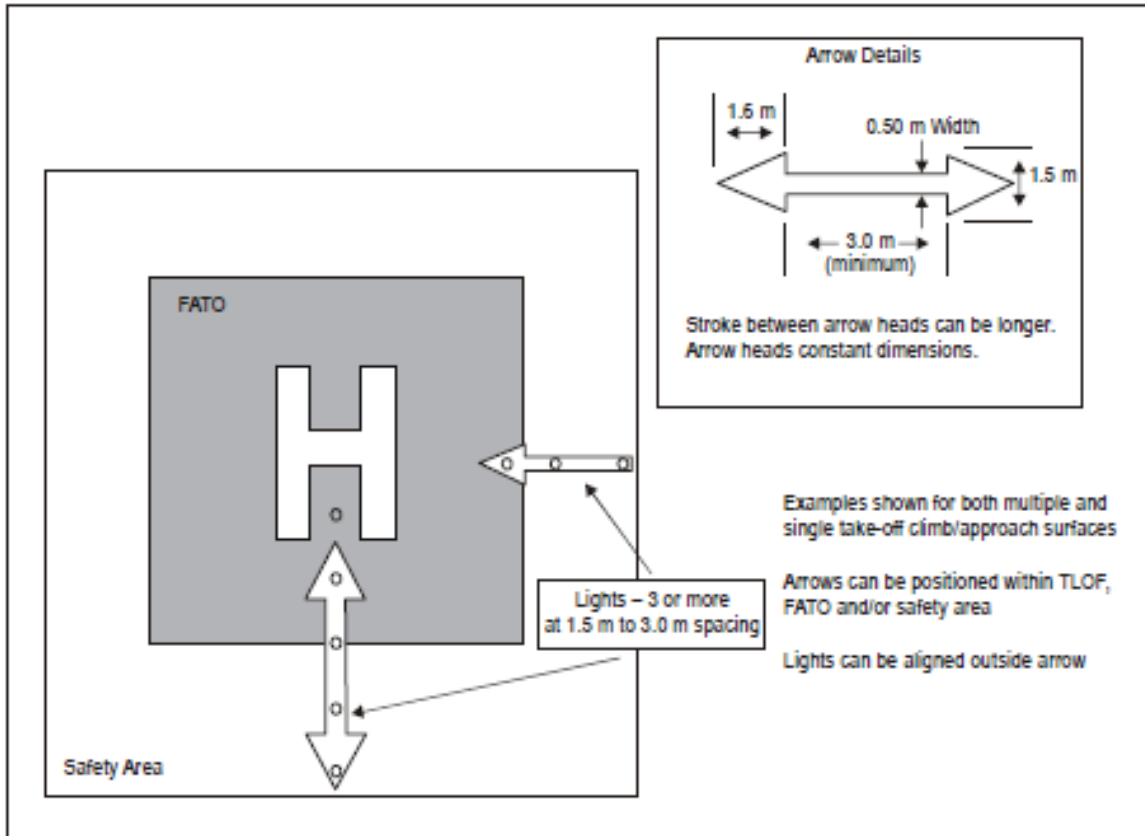 Arrow Details
1.6 m
0.50 m Width
1.5 m
3.0 m
(minimum)
Stroke between arrow heads can be longer.
Arrow heads constant dimensions.
FATO
H
Examples shown for both multiple and
single take-off climb/approach surfaces
Arrows can be positioned within TLOF,
FATO and/or safety area
Lights – 3 or more
at 1.5 m to 3.0 m spacing
Lights can be aligned outside arrow
Safety Area